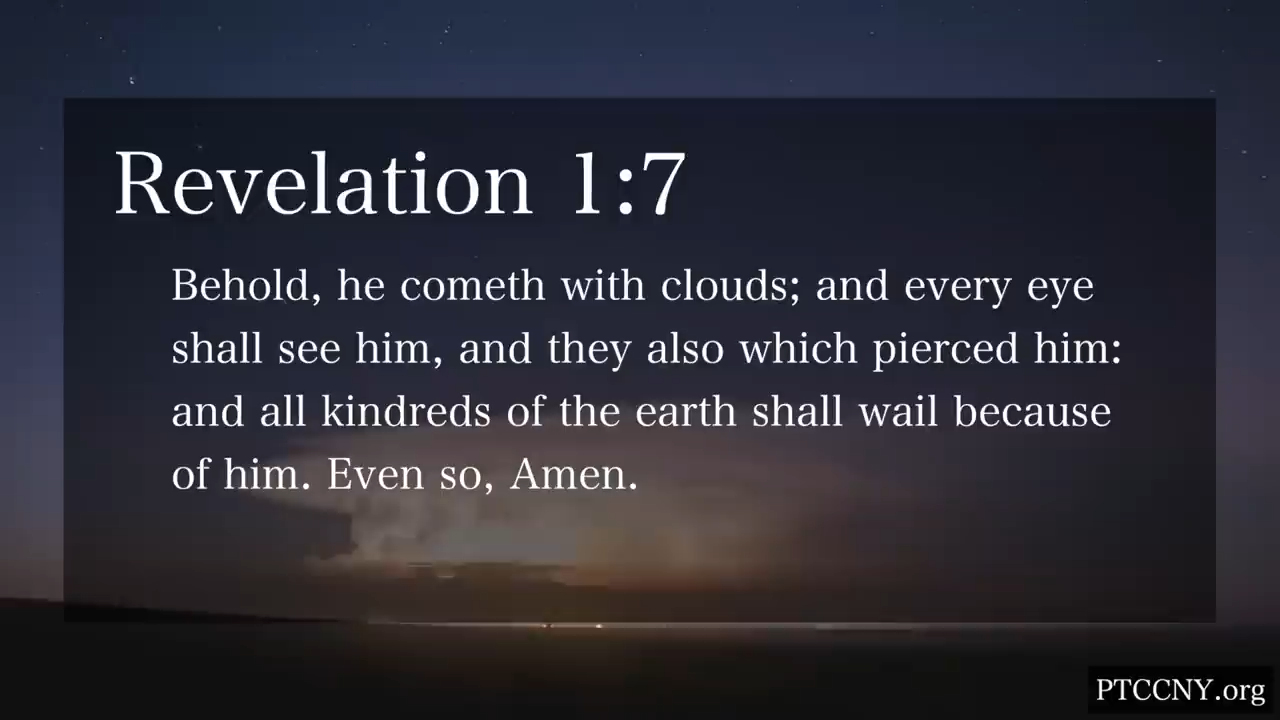 Revelation 1:7
Behold, he cometh with clouds; and every eye
shall see him, and they also which pierced him:
and all kindreds of the earth shall wail because
of him. Even so, Amen.
PTCCNY.org